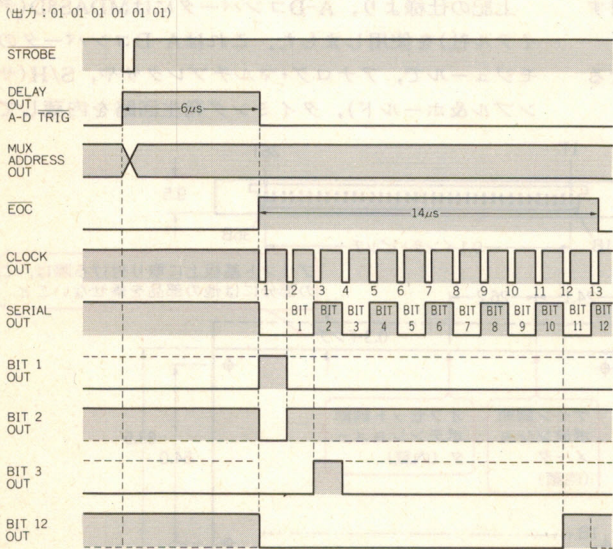 (出力:01 01 01 01 01 01)
STROBE
DELAY
OUT
A-D TRIG
6μs
MUX
ADDRESS
OUT
EOC
14μs
CLOCK
OUT
2 3 4 5 6 7 8 9 10 11 12 13
SERIAL
OUT
BIT 1 BIT 2 BIT 3 BIT 4 BIT 5 BIT 6 BIT 7 BIT 8 BIT 9 BIT 10 BIT 11 BIT 12
BIT 1
OUT
BIT 2
OUT
BIT 3
OUT
BIT 12
OUT